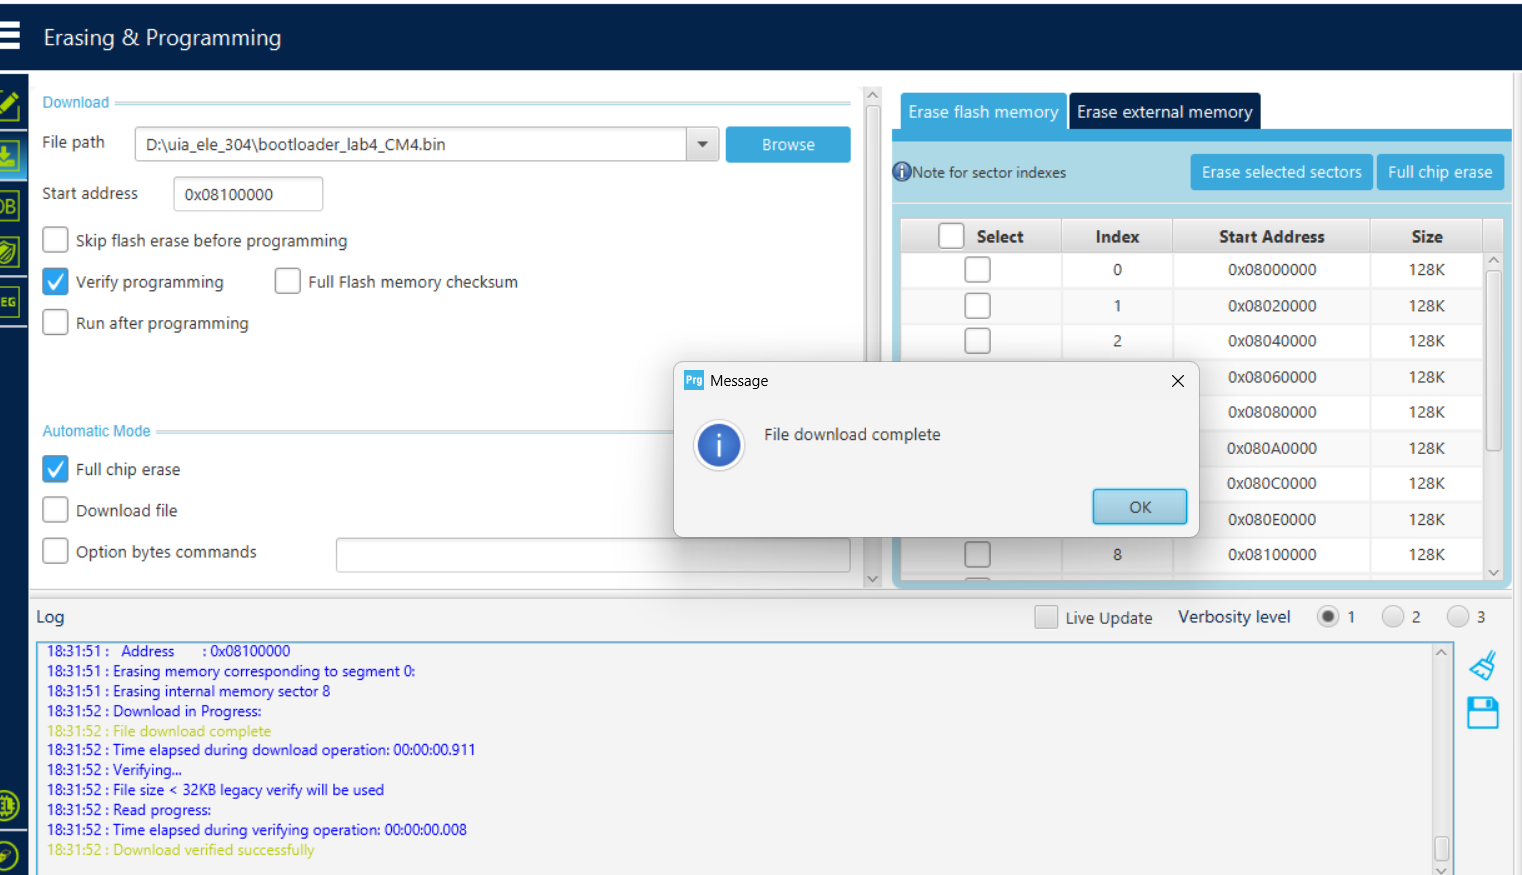 Erasing & Programming
Download
File path
D:\uia_ele_304\bootloader_lab4_CM4.bin
Browse
Start address
0x08100000
Skip flash erase before programming
Verify programming
Full Flash memory checksum
Run after programming
Automatic Mode
Full chip erase
Download file
Option bytes commands
Erase flash memory
Erase external memory
Note for sector indexes
Erase selected sectors
Full chip erase
Select Index Start Address Size
0 0x08000000 128K
1 0x08020000 128K
2 0x08040000 128K
0x08060000 128K
0x08080000 128K
0x080A0000 128K
0x080C0000 128K
0x080E0000 128K
8 0x08100000 128K
Prg Message
File download complete
OK
Log
Live Update Verbosity level 1 2 3
18:31:51 : Address : 0x08100000
18:31:51 : Erasing memory corresponding to segment 0:
18:31:51 : Erasing internal memory sector 8
18:31:52 : Download in Progress:
18:31:52 : File download complete
18:31:52 : Time elapsed during download operation: 00:00:00.911
18:31:52 : Verifying...
18:31:52 : File size < 32KB legacy verify will be used
18:31:52 : Read progress:
18:31:52 : Time elapsed during verifying operation: 00:00:00.008
18:31:52 : Download verified successfully